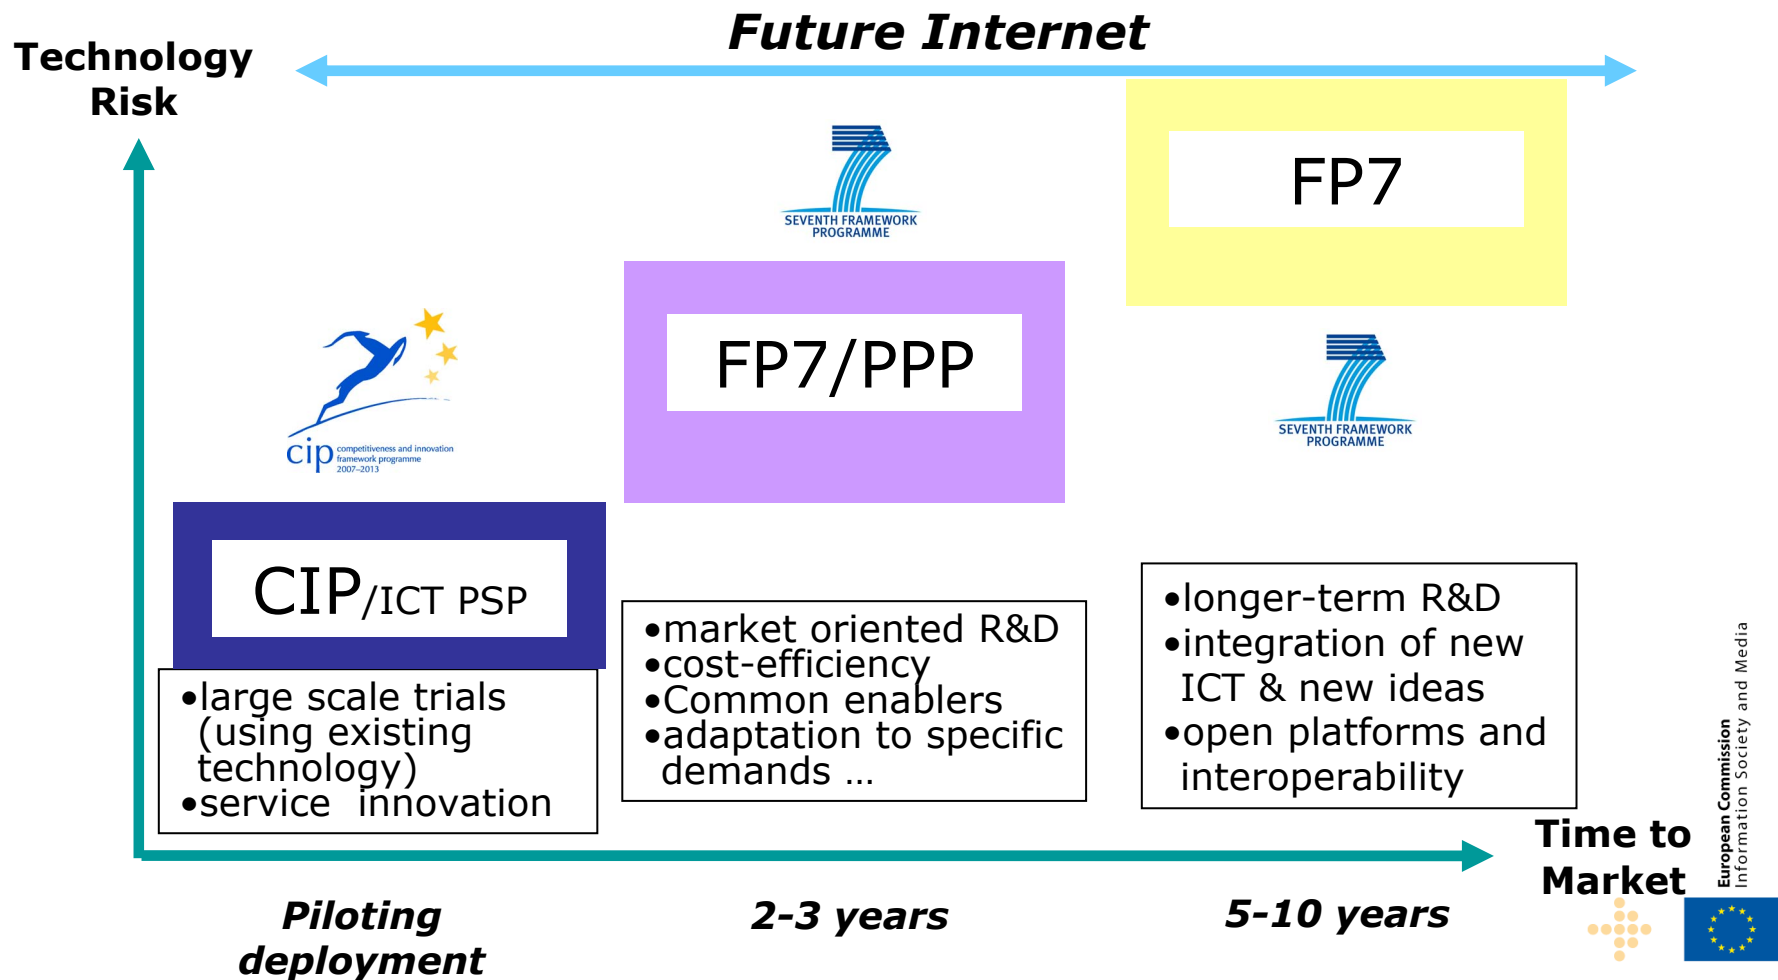 Future Internet
Technology
Risk
SEVENTH FRAMEWORK
PROGRAMME
FP7
FP7/PPP
cip competitiveness and innovation
framework programme
2007–2013
SEVENTH FRAMEWORK
PROGRAMME
CIP/ICT PSP
•large scale trials
(using existing
technology)
•service innovation
•market oriented R&D
•cost-efficiency
•Common enablers
•adaptation to specific
demands ...
•longer-term R&D
•integration of new
ICT & new ideas
•open platforms and
interoperability
Time to
Market
European Commission
Information Society and Media
Piloting
deployment
2-3 years
5-10 years